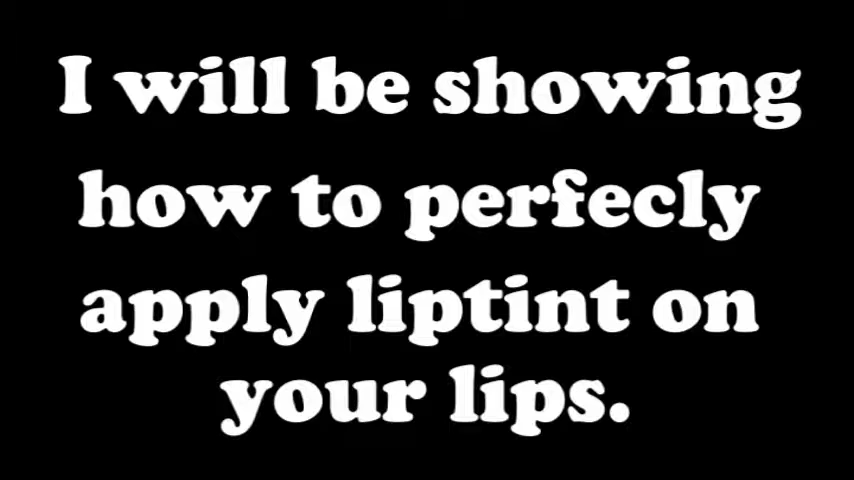 I will be showing
how to perfecly
apply liptint on
your lips.